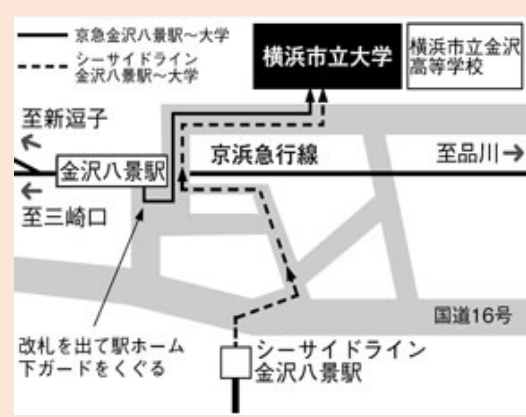 京急金沢八景駅～大学
シーサイドライン
金沢八景駅～大学
横浜市立大学
横浜市立金沢
高等学校
至新逗子
金沢八景駅
京浜急行線
至品川
至三崎口
国道16号
改札を出て駅ホーム
下ガードをくぐる
シーサイドライン
金沢八景駅